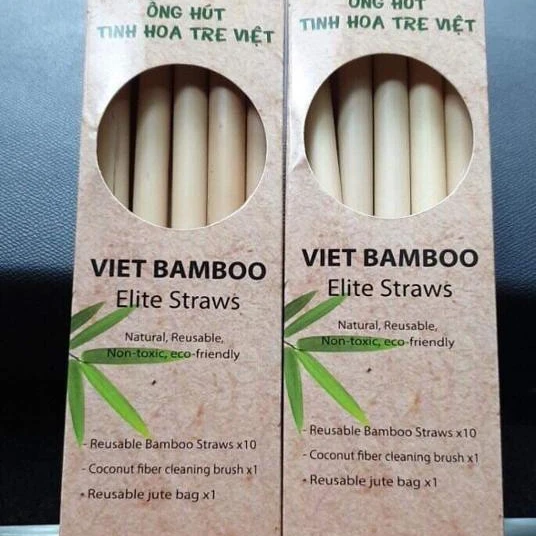 ỐNG HÚT
TINH HOA TRE VIỆT
VIET BAMBOO
Elite Straws
Natural, Reusable,
Non-toxic, eco-friendly
- Reusable Bamboo Straws x10
- Coconut fiber cleaning brush x1
- Reusable jute bag x1
ỐNG HÚT
TINH HOA TRE VIỆT
VIET BAMBOO
Elite Straws
Natural, Reusable,
Non-toxic, eco-friendly
- Reusable Bamboo Straws x10
- Coconut fiber cleaning brush x1
- Reusable jute bag x1